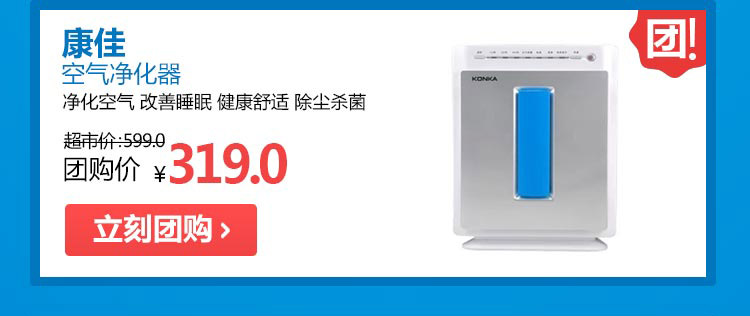 康佳
空气净化器
净化空气 改善睡眠 健康舒适 除尘杀菌
超市价:599.0
团购价 ¥319.0
立刻团购 ›
团!
KONKA